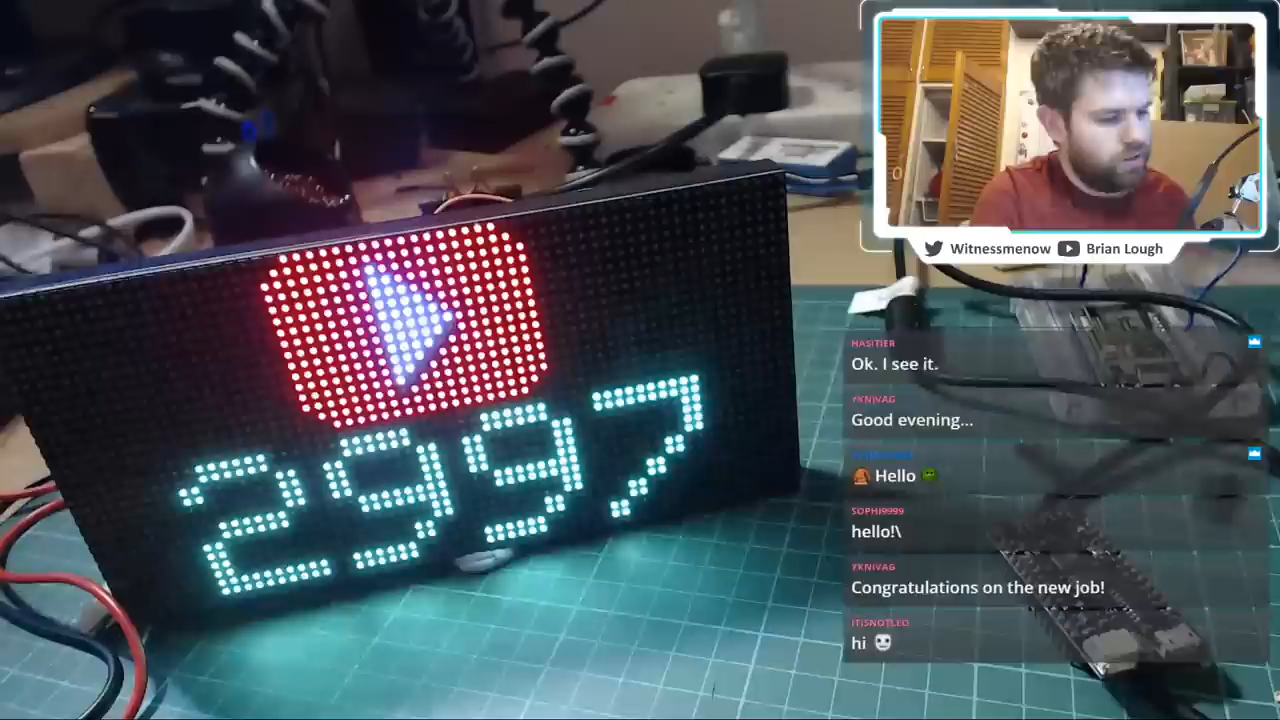 2997
Witnessmenow Brian Lough
HASITIER
Ok. I see it.
YKNIVAG
Good evening...
Hello
SOPHI9999
hello!\
YKNIVAG
Congratulations on the new job!
ITISNOTLEO
hi